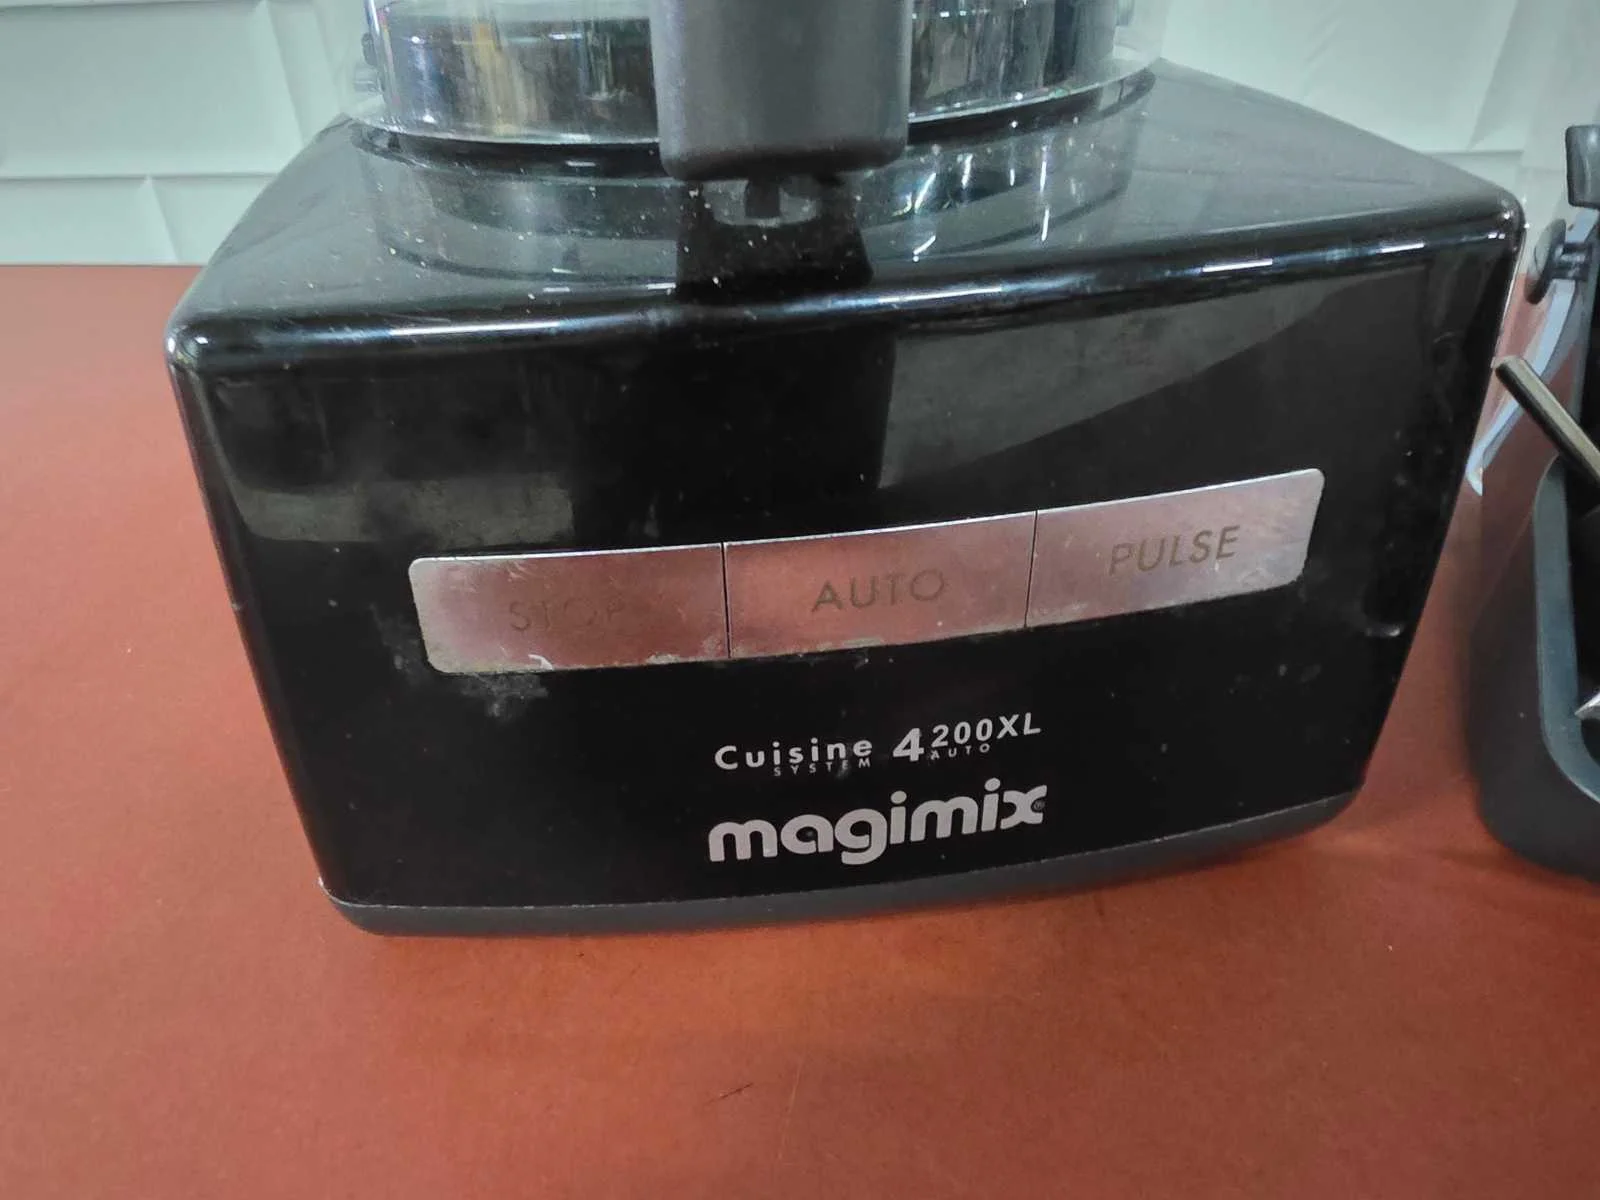 STOP AUTO PULSE
Cuisine 4200XL
SYSTEM AUTO
magimix®